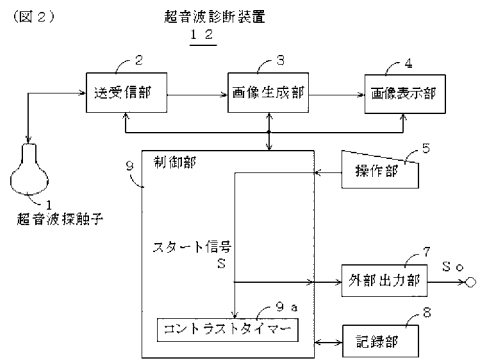 (図2)
超音波診断装置
12
2
送受信部
3
画像生成部
4
画像表示部
1
超音波探触子
9
制御部
5
操作部
スタート信号
S
7
外部出力部
So
9a
コントラストタイマー
8
記録部